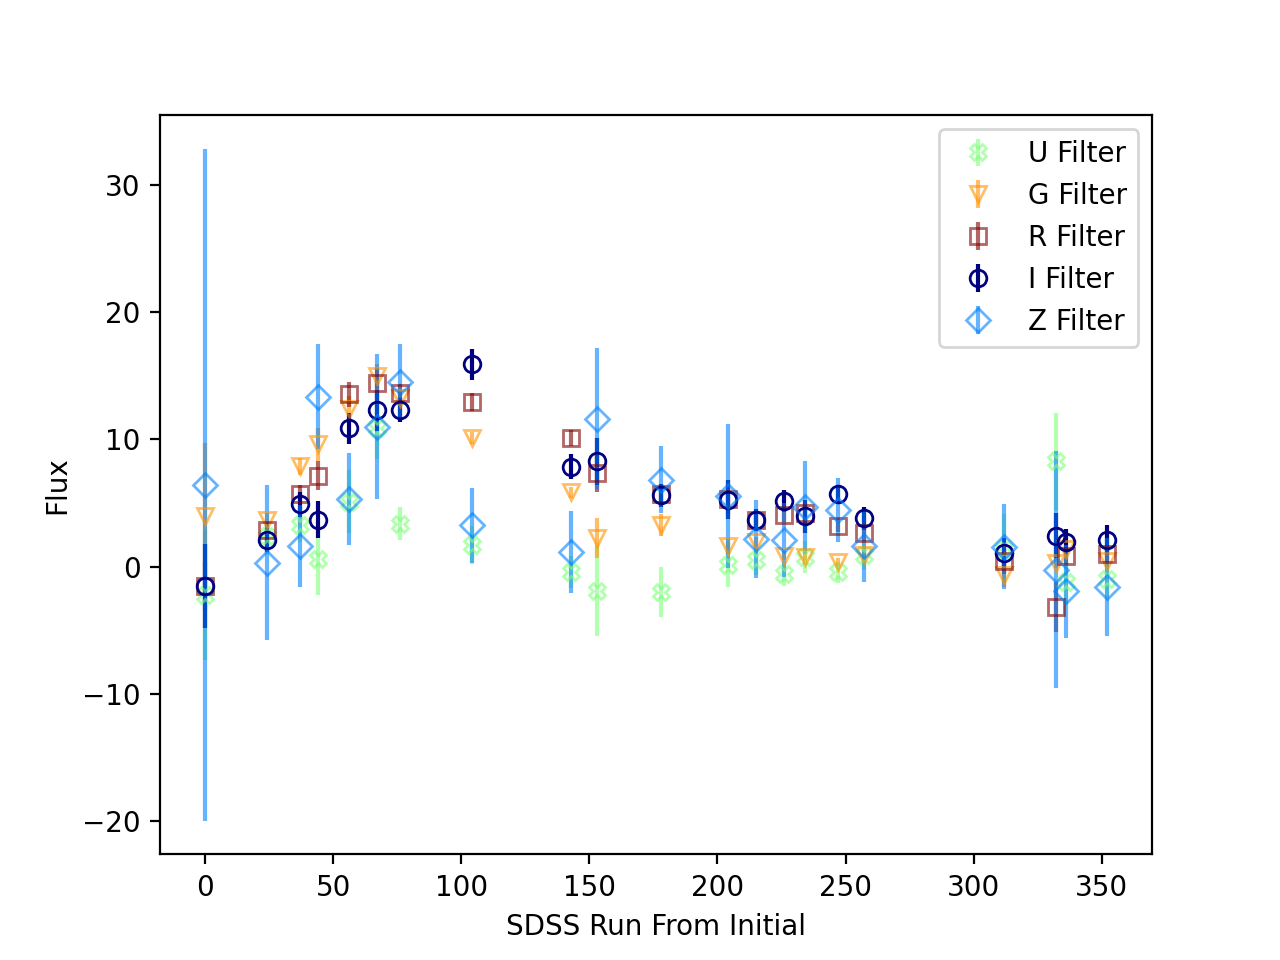 U Filter
G Filter
R Filter
I Filter
Z Filter
Flux
30
20
10
0
−10
−20
0 50 100 150 200 250 300 350
SDSS Run From Initial